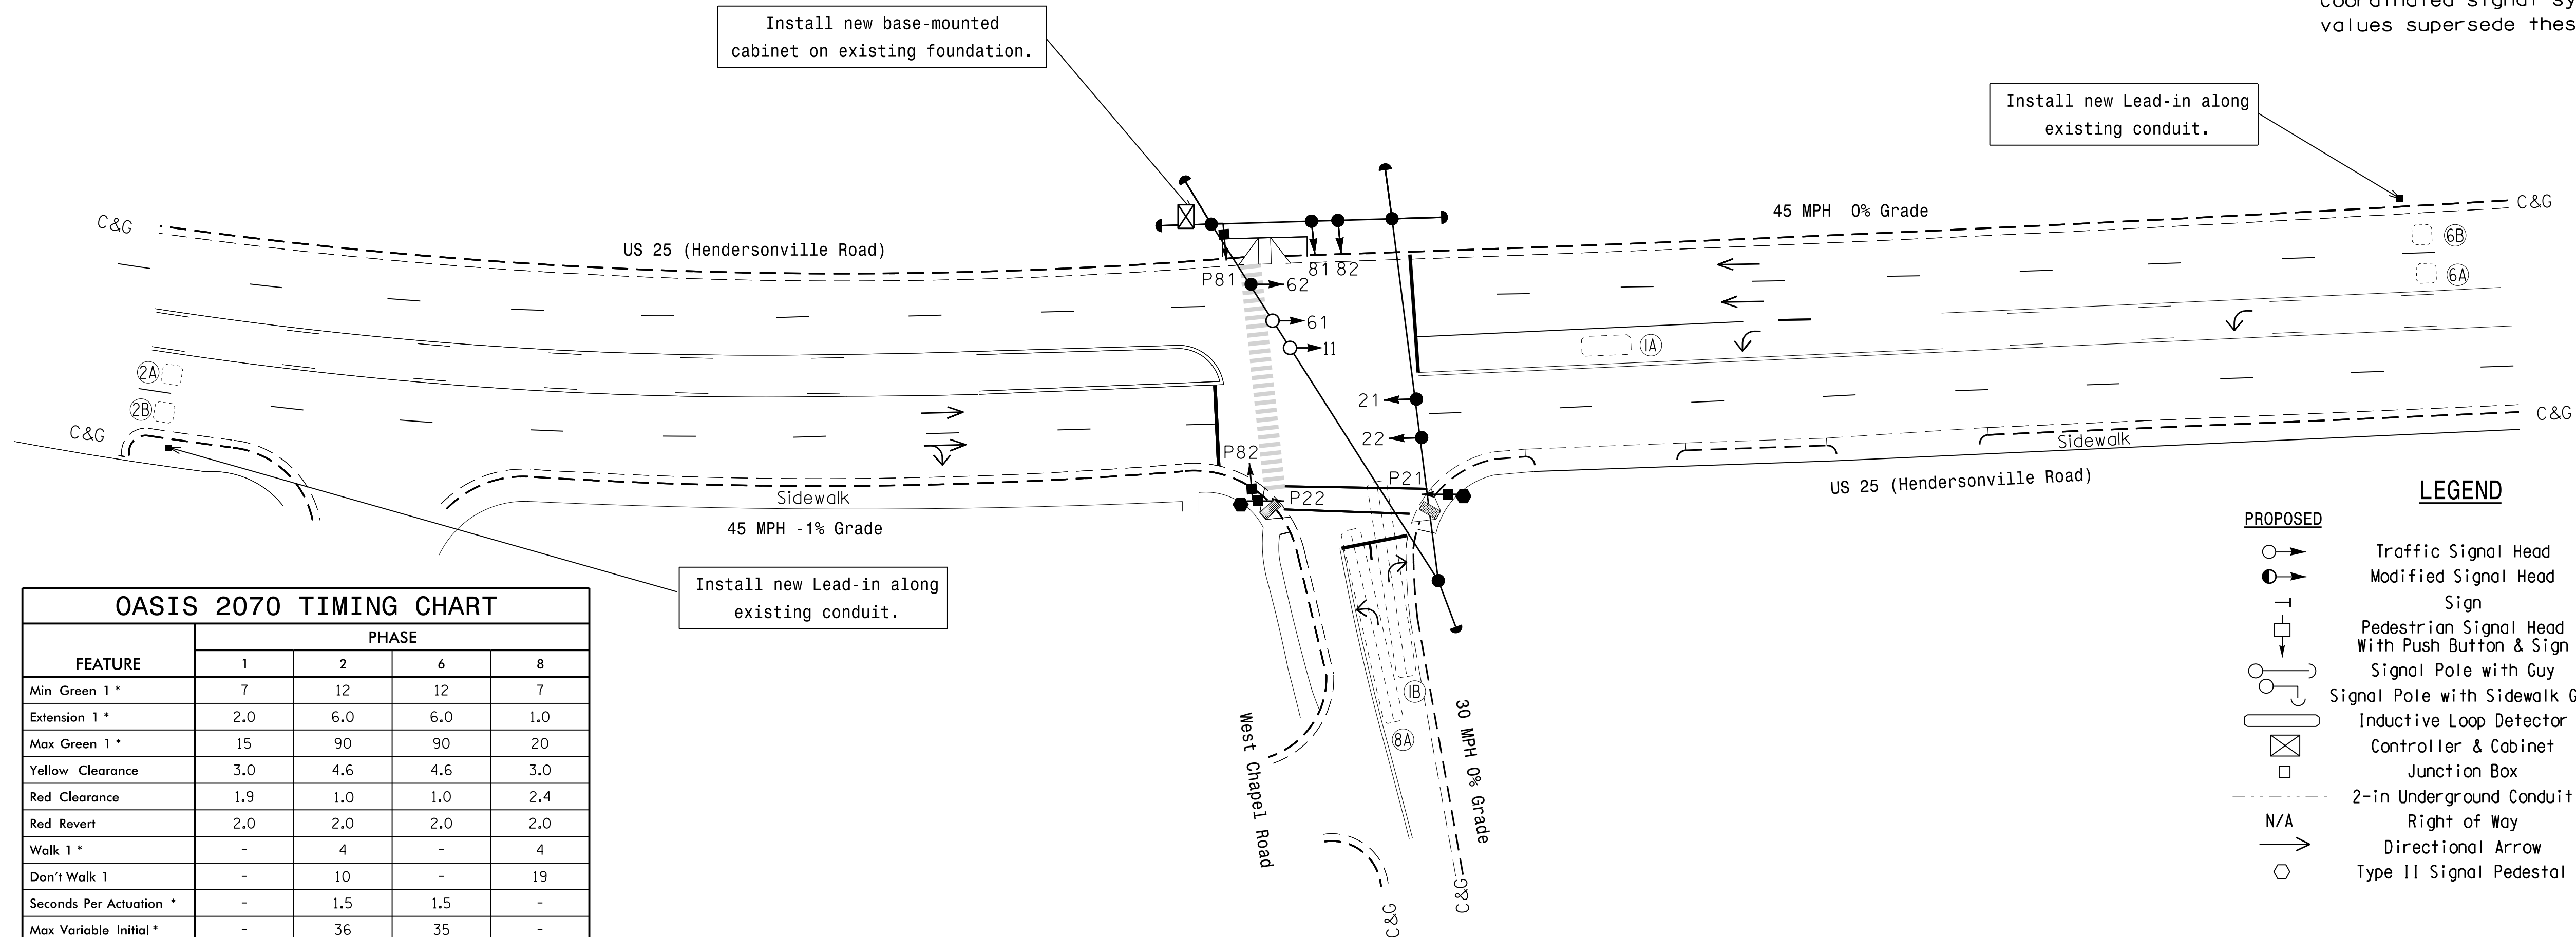 Coordinated signal sy
values supersede thes
Install new base-mounted
cabinet on existing foundation.
Install new Lead-in along
existing conduit.
C&G
US 25 (Hendersonville Road)
45 MPH 0% Grade
C&G
6B
6A
P81
81 82
62
61
11
1A
2A
2B
C&G
21
22
C&G
Sidewalk
P82
P21
P22
Sidewalk
45 MPH -1% Grade
US 25 (Hendersonville Road)
Install new Lead-in along
existing conduit.
1B
8A
West Chapel Road
30 MPH 0% Grade
C&G
C&G
LEGEND
PROPOSED
Traffic Signal Head
Modified Signal Head
Sign
Pedestrian Signal Head
With Push Button & Sign
Signal Pole with Guy
Signal Pole with Sidewalk G
Inductive Loop Detector
Controller & Cabinet
Junction Box
2-in Underground Conduit
N/A Right of Way
Directional Arrow
Type II Signal Pedestal
OASIS 2070 TIMING CHART
PHASE
FEATURE 1 2 6 8
Min Green 1 * 7 12 12 7
Extension 1 * 2.0 6.0 6.0 1.0
Max Green 1 * 15 90 90 20
Yellow Clearance 3.0 4.6 4.6 3.0
Red Clearance 1.9 1.0 1.0 2.4
Red Revert 2.0 2.0 2.0 2.0
Walk 1 * - 4 - 4
Don't Walk 1 - 10 - 19
Seconds Per Actuation * - 1.5 1.5 -
Max Variable Initial * - 36 35 -